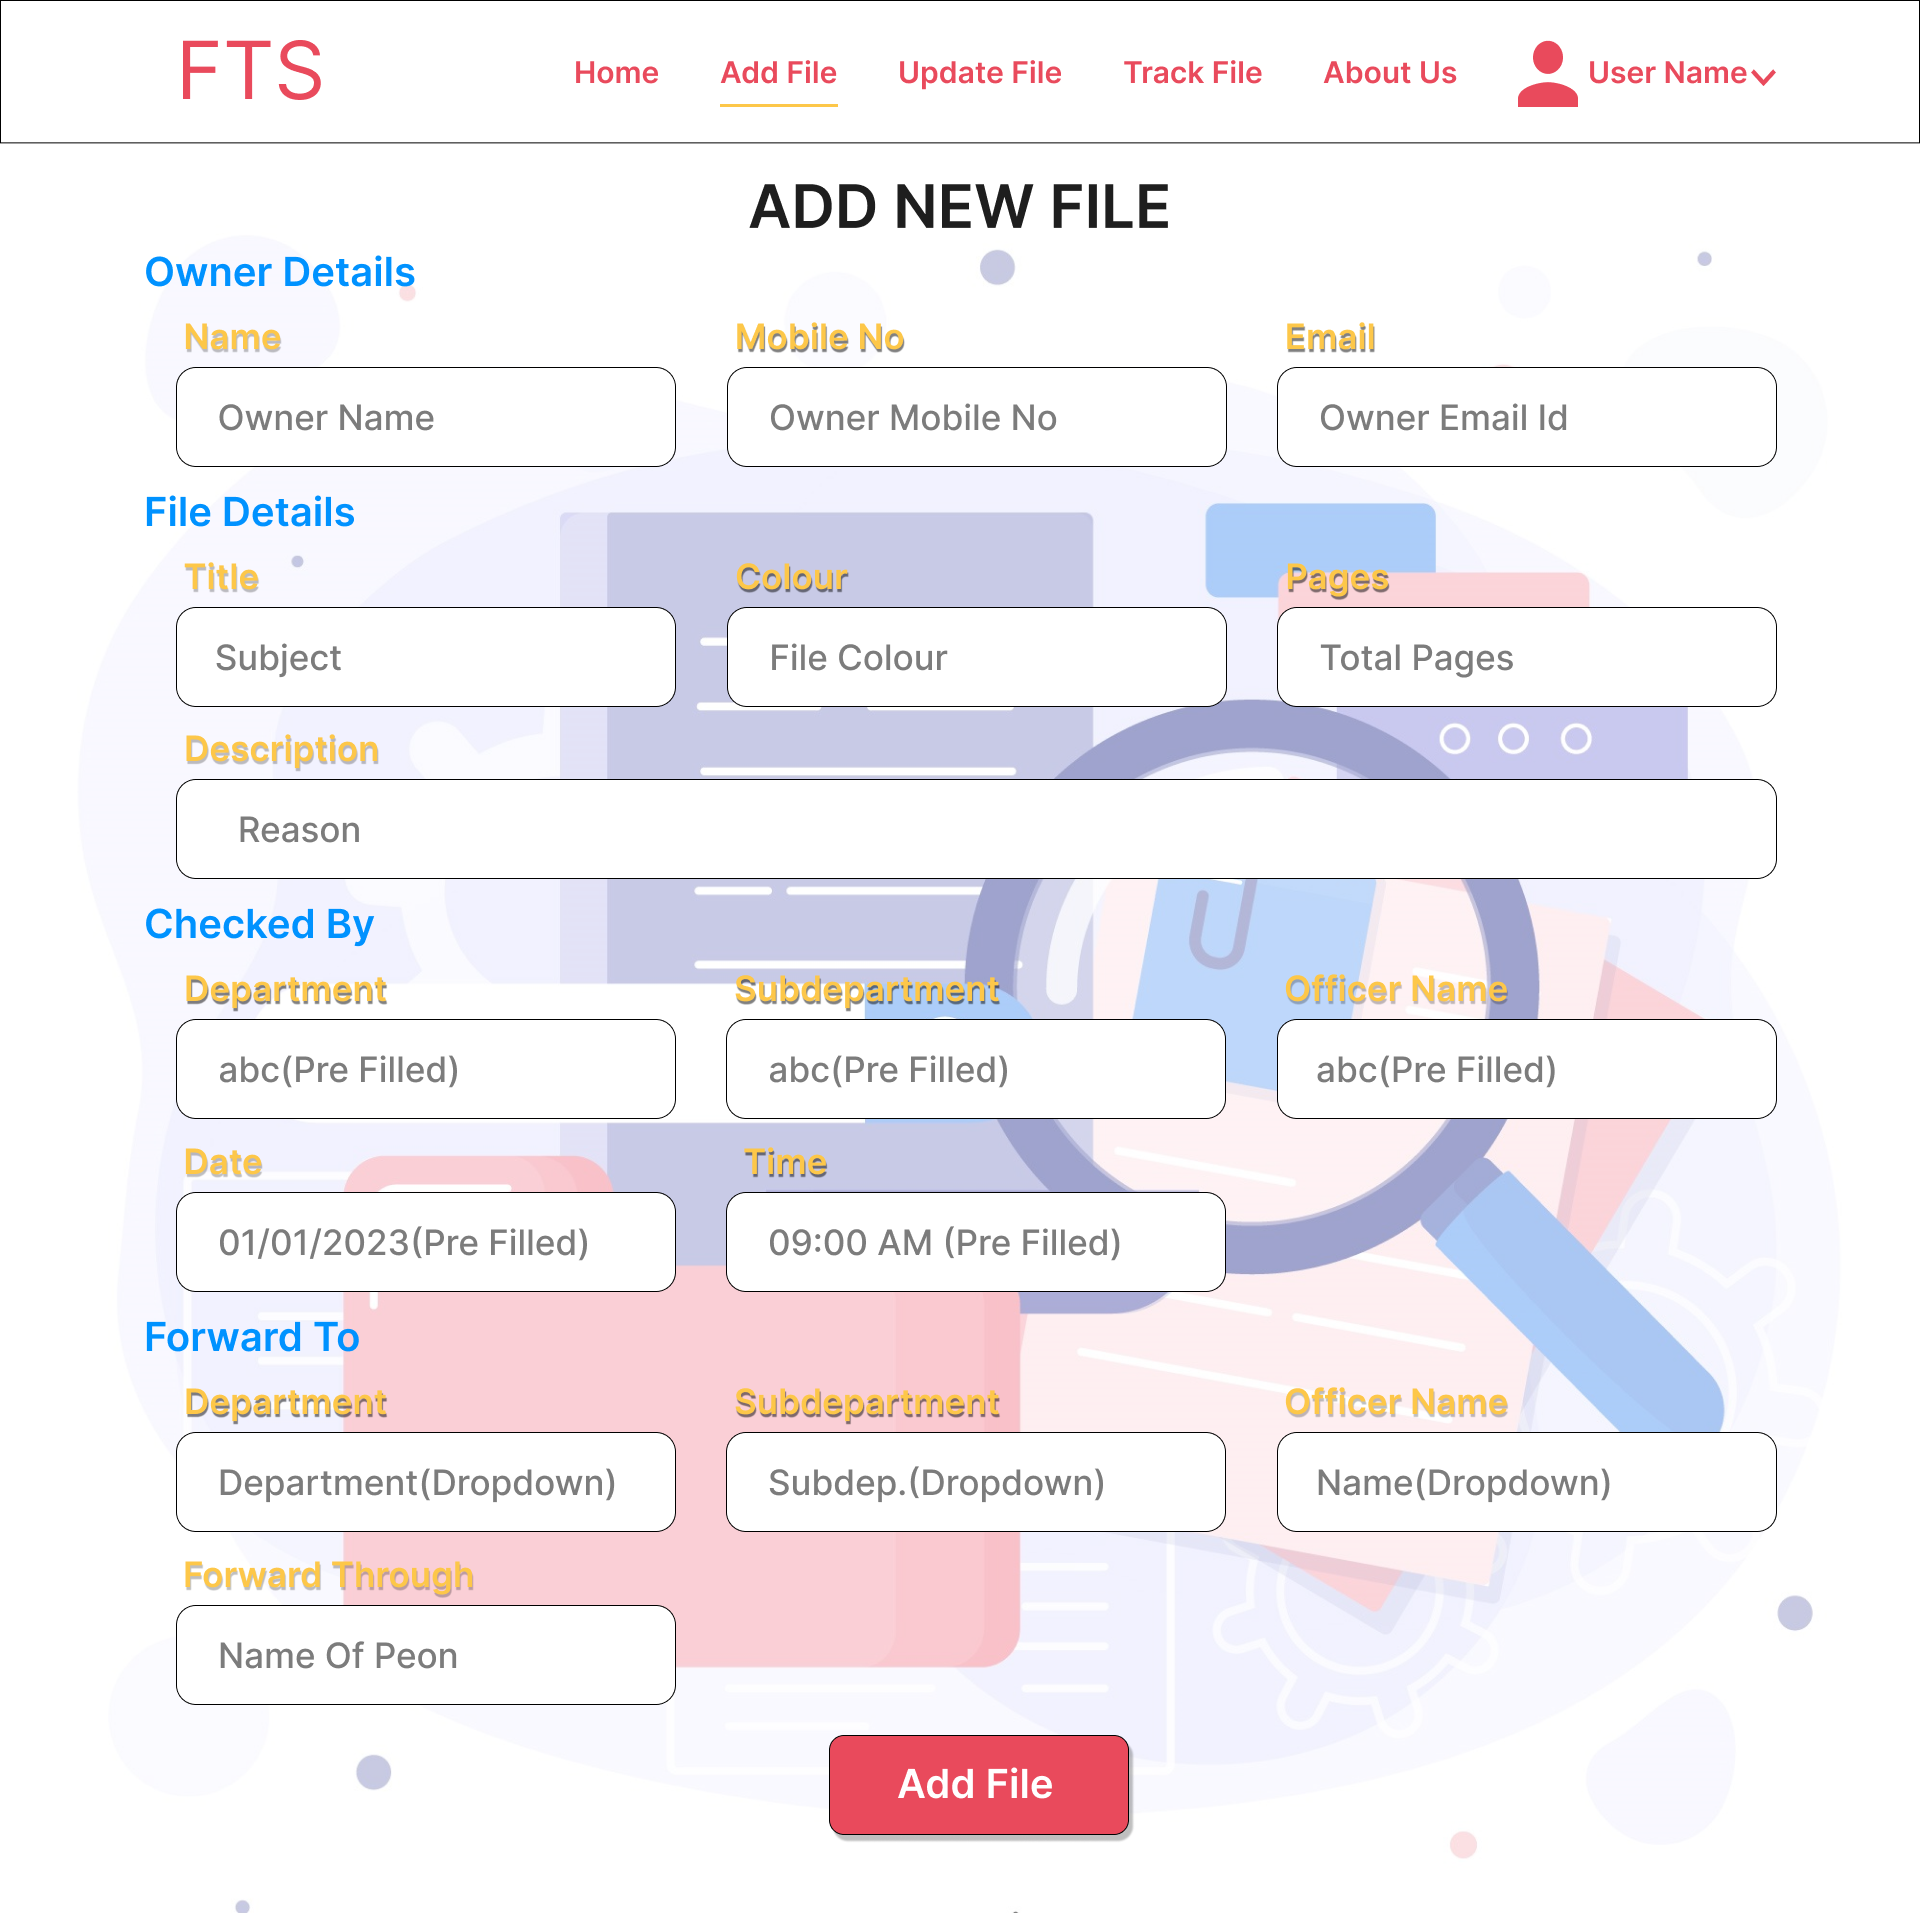 FTS Home Add File Update File Track File About Us User Name
ADD NEW FILE
Owner Details
Name Mobile No Email
Owner Name Owner Mobile No Owner Email Id
File Details
Title Colour Pages
Subject File Colour Total Pages
Description
Reason
Checked By
Department Subdepartment Officer Name
abc(Pre Filled) abc(Pre Filled) abc(Pre Filled)
Date Time
01/01/2023(Pre Filled) 09:00 AM (Pre Filled)
Forward To
Department Subdepartment Officer Name
Department(Dropdown) Subdep.(Dropdown) Name(Dropdown)
Forward Through
Name Of Peon
Add File